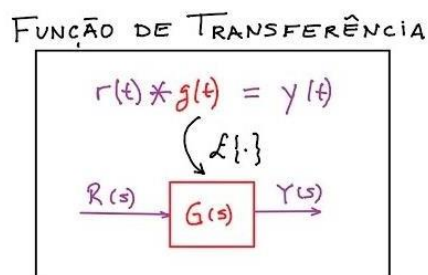 FUNÇÃO DE TRANSFERÊNCIA
r(t) * g(t) = y(t)
ℒ{·}
R(s) G(s) Y(s)